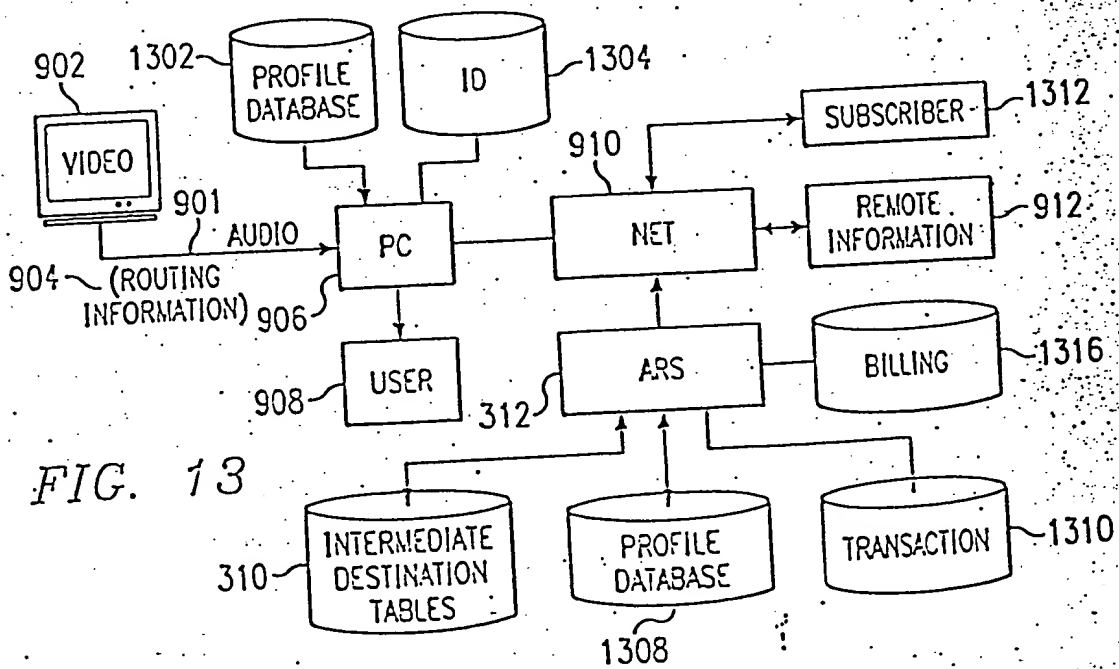 1302
PROFILE
DATABASE
ID
1304
902
VIDEO
SUBSCRIBER
1312
910
901
AUDIO
PC
NET
REMOTE
INFORMATION
912
904
(ROUTING
INFORMATION)
906
USER
908
ARS
312
BILLING
1316
FIG. 13
310
INTERMEDIATE
DESTINATION
TABLES
PROFILE
DATABASE
1308
TRANSACTION
1310